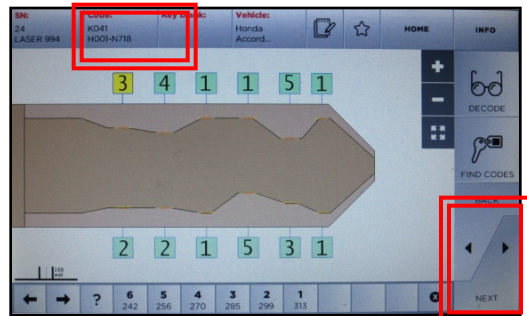 SN:
24
LASER 994
Code:
K041
H001-N718
Key Blank:
Vehicle:
Honda
Accord...
HOME
INFO
3 4 1 1 5 1
+
-
DECODE
FIND CODES
BACK
2 2 1 5 3 1
NEXT
?
6 5 4 3 2 1
242 256 270 285 299 313